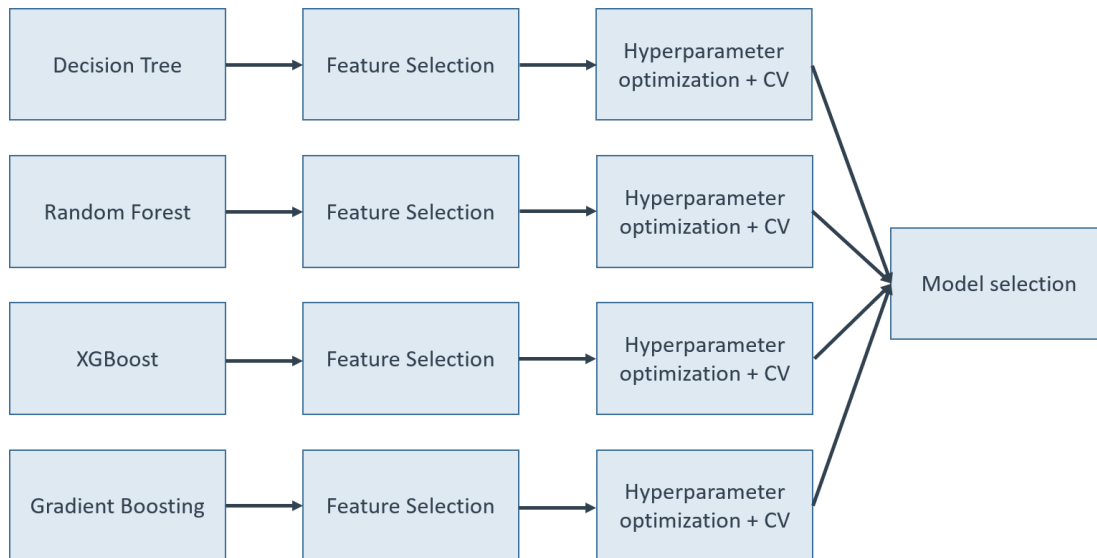 Decision Tree
Feature Selection
Hyperparameter
optimization + CV
Random Forest
Feature Selection
Hyperparameter
optimization + CV
Model selection
XGBoost
Feature Selection
Hyperparameter
optimization + CV
Gradient Boosting
Feature Selection
Hyperparameter
optimization + CV